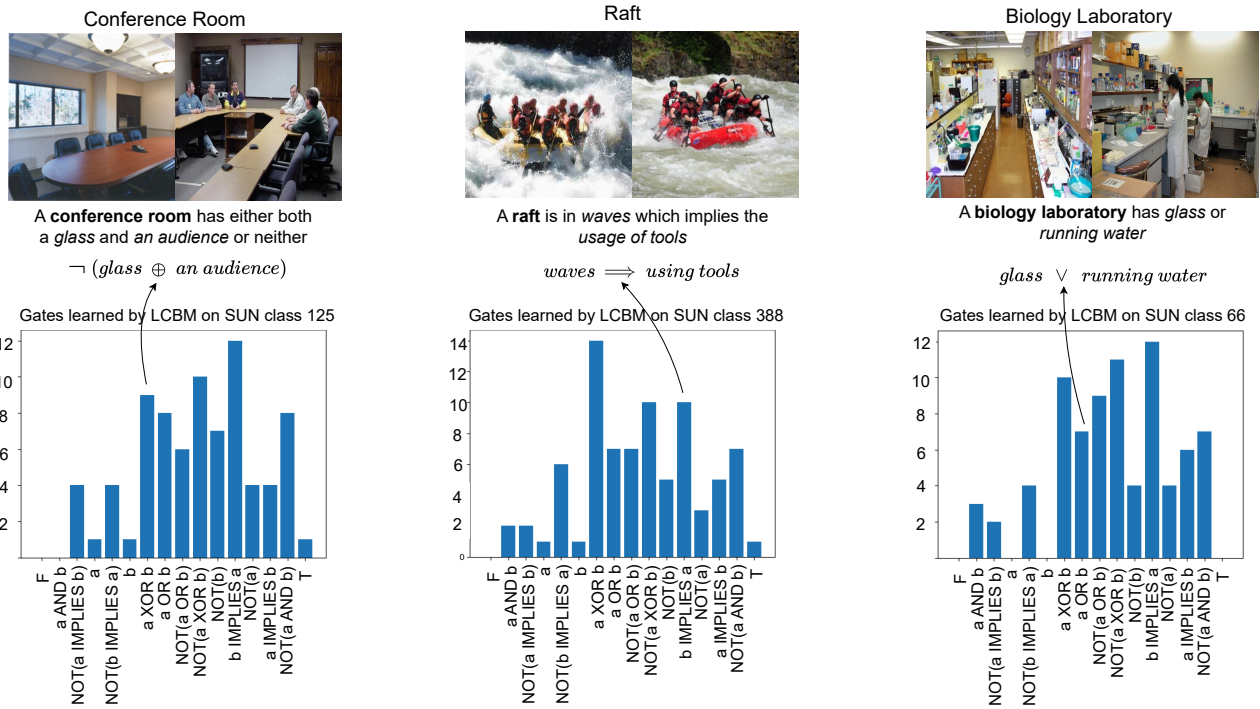 Conference Room
A conference room has either both
a glass and an audience or neither
¬ (glass ⊕ an audience)
Gates learned by LCBM on SUN class 125
12
10
8
6
4
2
F
a AND b
NOT(a IMPLIES b)
a
NOT(b IMPLIES a)
b
a XOR b
a OR b
NOT(a OR b)
NOT(a XOR b)
NOT(b)
b IMPLIES a
NOT(a)
a IMPLIES b
NOT(a AND b)
T
Raft
A raft is in waves which implies the
usage of tools
waves ⟹ using tools
Gates learned by LCBM on SUN class 388
14
12
10
8
6
4
2
0
F
a AND b
NOT(a IMPLIES b)
a
NOT(b IMPLIES a)
b
a XOR b
a OR b
NOT(a OR b)
NOT(a XOR b)
NOT(b)
b IMPLIES a
NOT(a)
a IMPLIES b
NOT(a AND b)
T
Biology Laboratory
A biology laboratory has glass or
running water
glass ∨ running water
Gates learned by LCBM on SUN class 66
12
10
8
6
4
2
F
a AND b
NOT(a IMPLIES b)
a
NOT(b IMPLIES a)
b
a XOR b
a OR b
NOT(a OR b)
NOT(a XOR b)
NOT(b)
b IMPLIES a
NOT(a)
a IMPLIES b
NOT(a AND b)
T